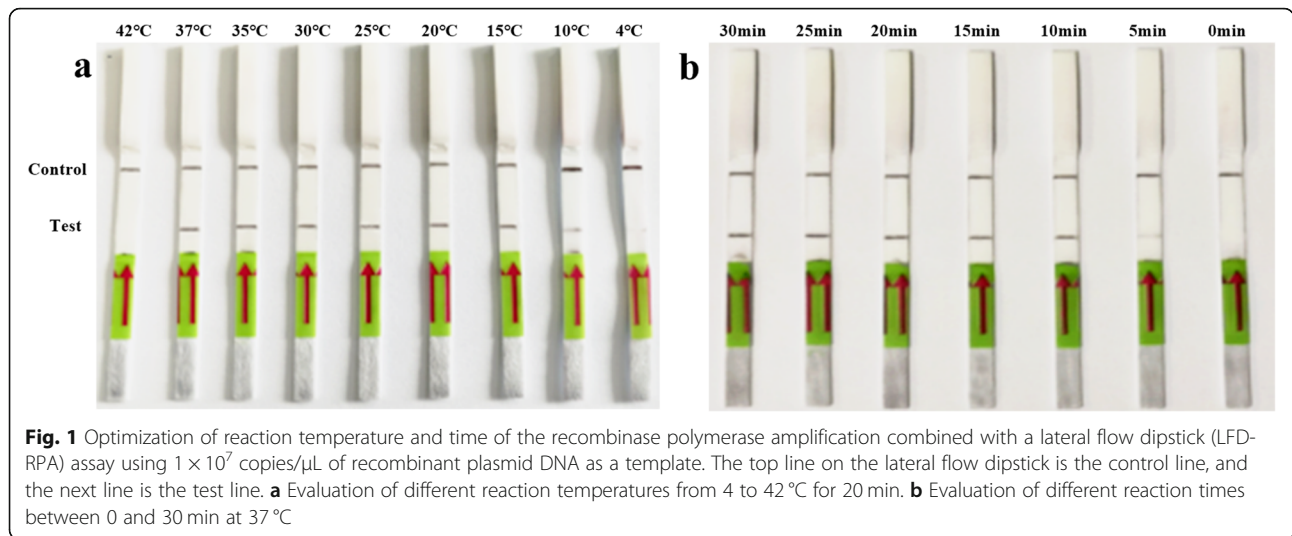 42℃ 37℃ 35℃ 30℃ 25℃ 20℃ 15℃ 10℃ 4℃
a
Control
Test
30min 25min 20min 15min 10min 5min 0min
b
Fig. 1 Optimization of reaction temperature and time of the recombinase polymerase amplification combined with a lateral flow dipstick (LFD-
RPA) assay using 1 × 10⁷ copies/μL of recombinant plasmid DNA as a template. The top line on the lateral flow dipstick is the control line, and
the next line is the test line. a Evaluation of different reaction temperatures from 4 to 42 °C for 20 min. b Evaluation of different reaction times
between 0 and 30 min at 37 °C